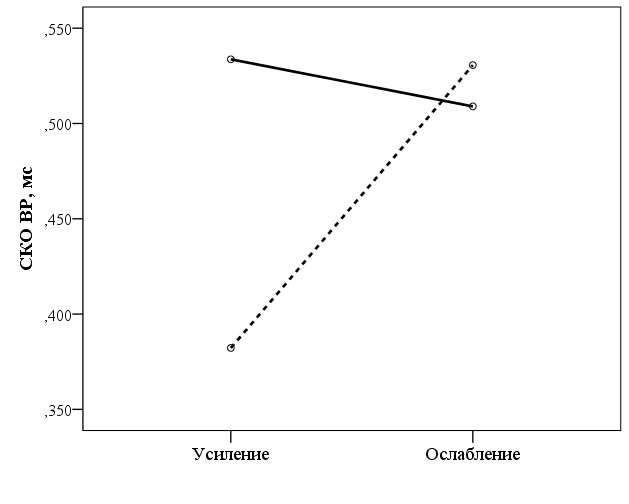 ,550
,500
,450
,400
,350
СКО ВР, мс
Усиление
Ослабление